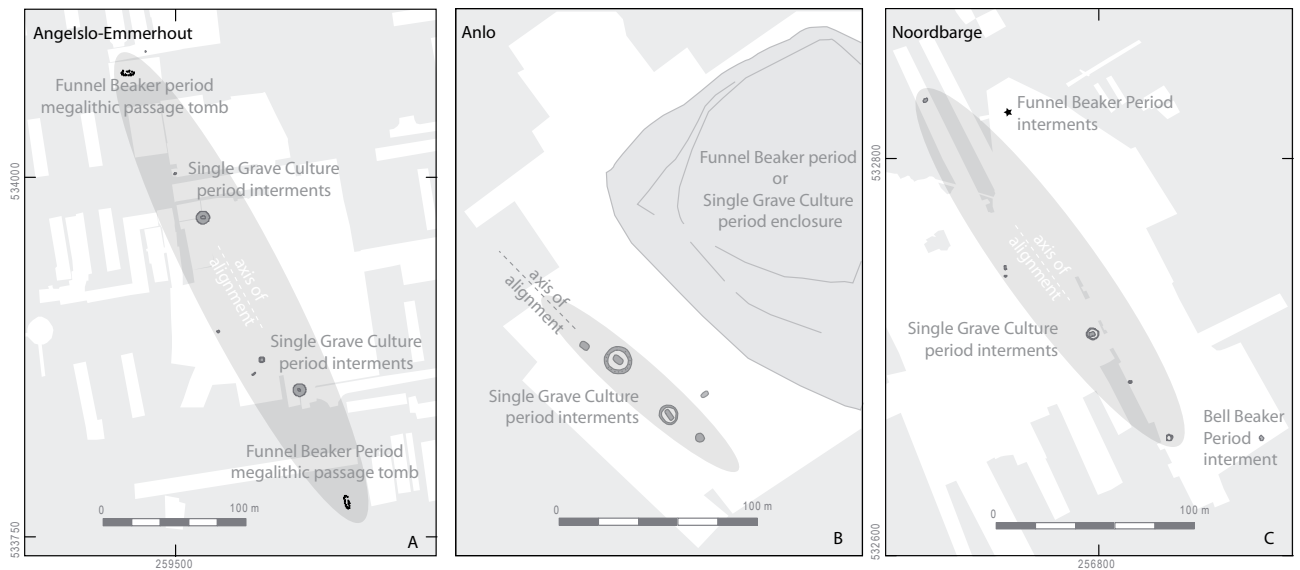 Angelslo-Emmerhout
Funnel Beaker period
megalithic passage tomb
Single Grave Culture
period interments
axis of
alignment
Single Grave Culture
period interments
Funnel Beaker Period
megalithic passage tomb
0
100 m
A
534000
533750
259500
Anlo
Funnel Beaker period
or
Single Grave Culture
period enclosure
axis of
alignment
Single Grave Culture
period interments
0
100 m
B
Noordbarge
Funnel Beaker Period
interments
axis of
alignment
Single Grave Culture
period interments
Bell Beaker
Period
interment
0
100 m
C
532800
532600
256800